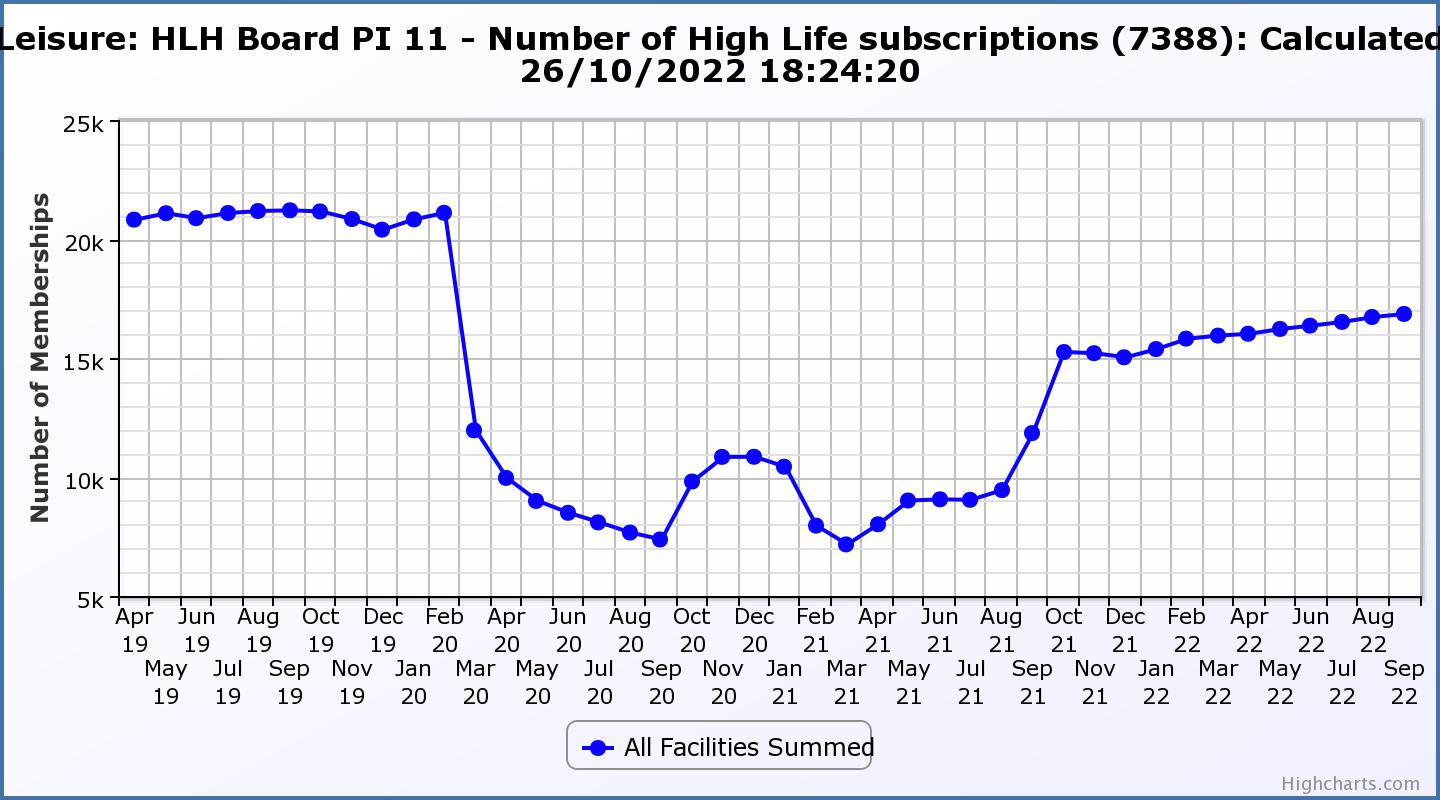 Leisure: HLH Board PI 11 - Number of High Life subscriptions (7388): Calculated
26/10/2022 18:24:20
Number of Memberships
25k
20k
15k
10k
5k
Apr Jun Aug Oct Dec Feb Apr Jun Aug Oct Dec Feb Apr Jun Aug Oct Dec Feb Apr Jun Aug
19 19 19 19 19 20 20 20 20 20 20 21 21 21 21 21 21 22 22 22 22
May Jul Sep Nov Jan Mar May Jul Sep Nov Jan Mar May Jul Sep Nov Jan Mar May Jul Sep
19 19 19 19 20 20 20 20 20 20 21 21 21 21 21 21 22 22 22 22 22
All Facilities Summed
Highcharts.com